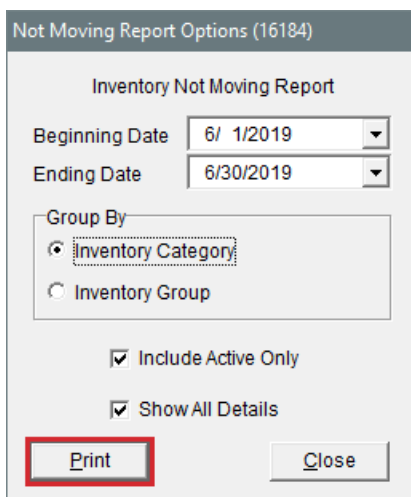 Not Moving Report Options (16184)
Inventory Not Moving Report
Beginning Date 6/ 1/2019
Ending Date 6/30/2019
Group By
Inventory Category
Inventory Group
Include Active Only
Show All Details
Print Close